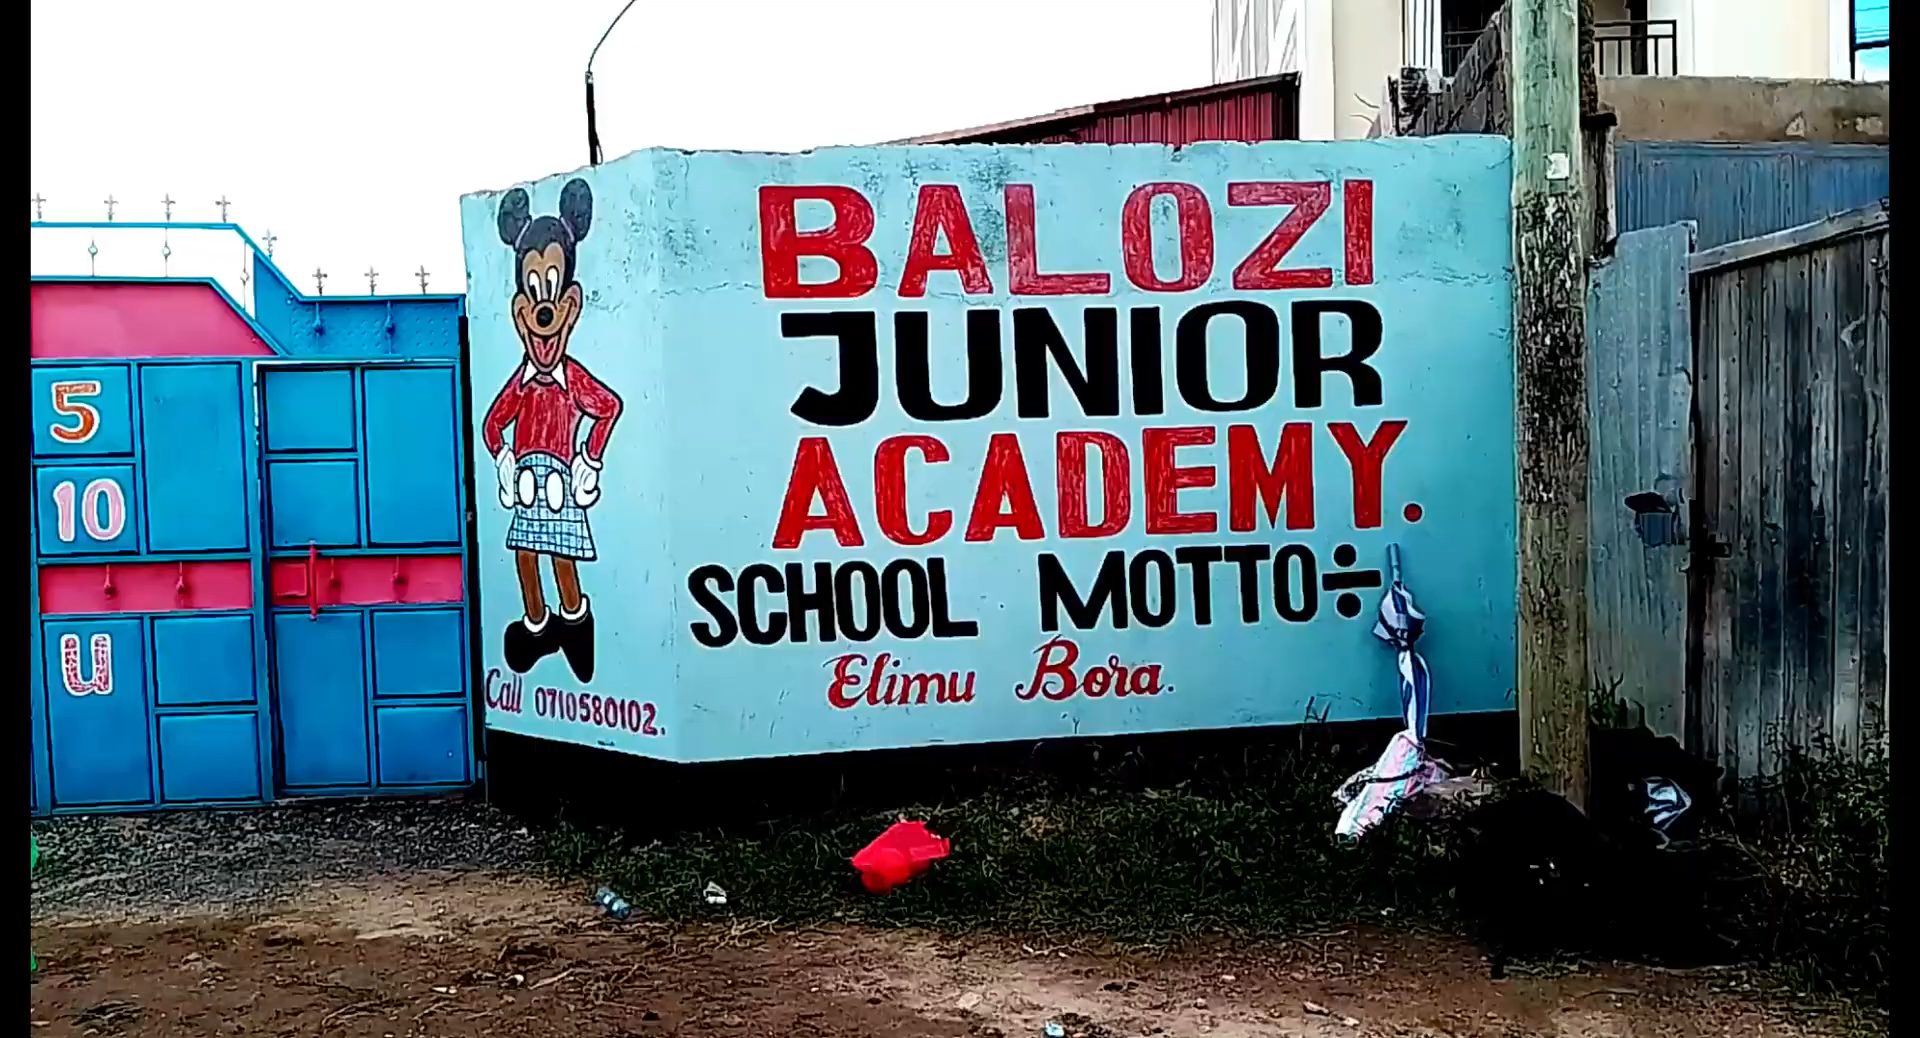 5
10
U
BALOZI
JUNIOR
ACADEMY.
SCHOOL MOTTO÷
Elimu Bora.
Call 0710580102.